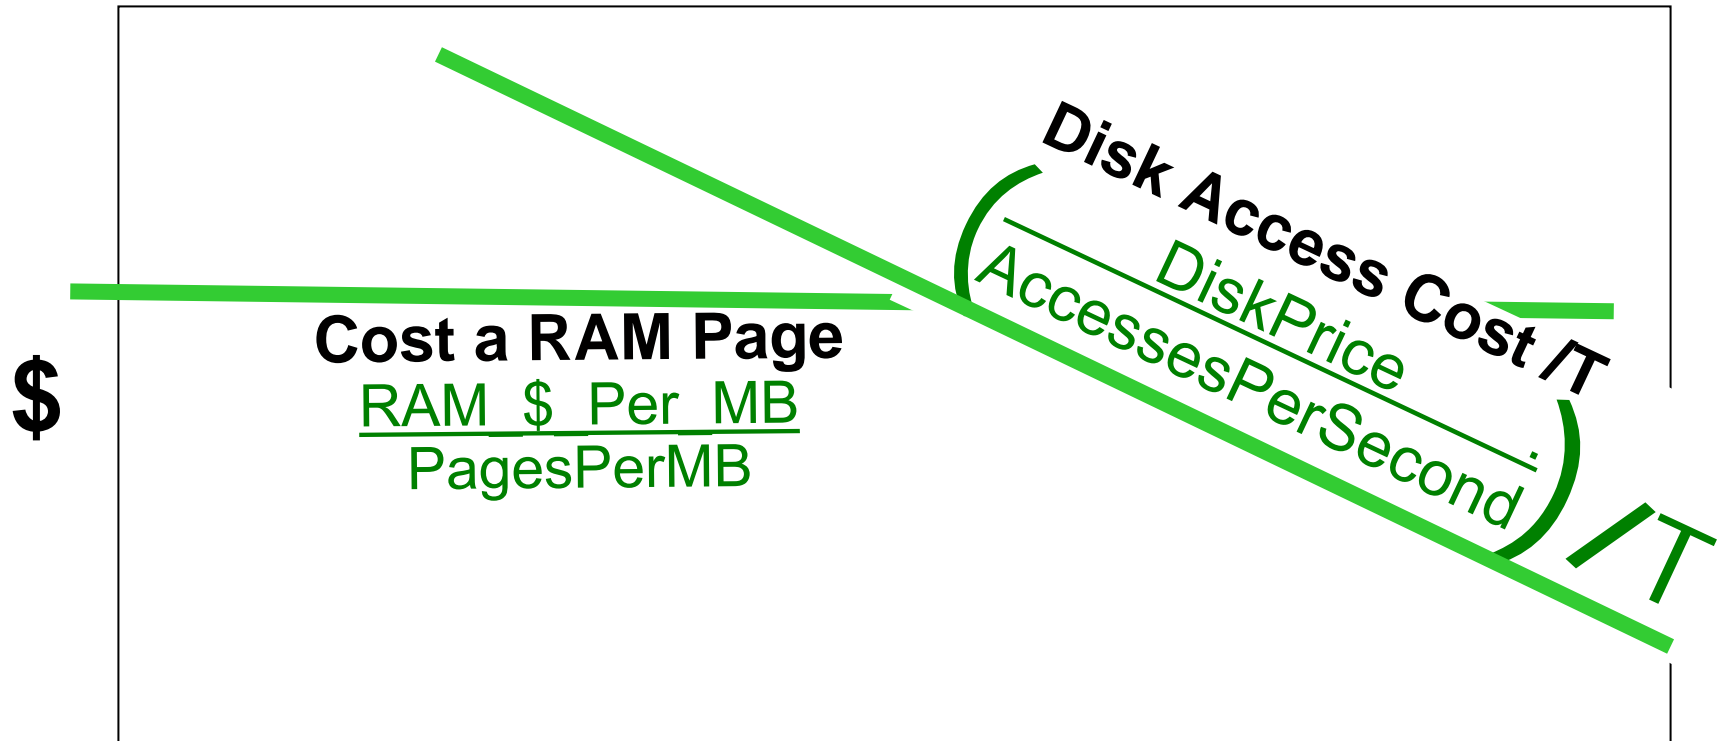 $
Cost a RAM Page
RAM_$_Per_MB
PagesPerMB
Disk Access Cost /T
( DiskPrice .
AccessesPerSecond ) /T